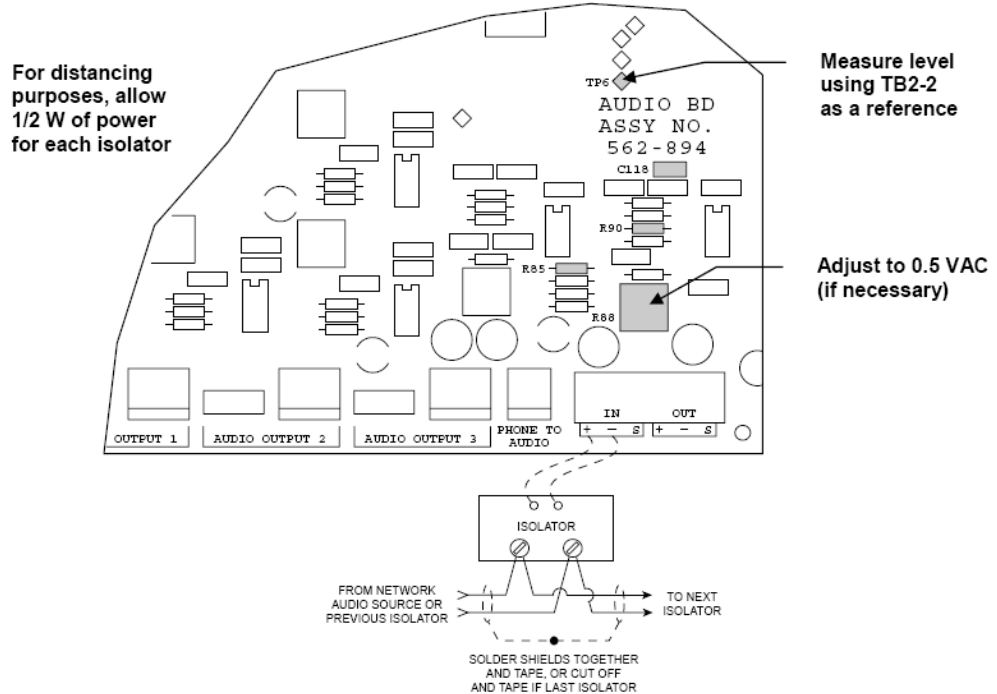 For distancing
purposes, allow
1/2 W of power
for each isolator
Measure level
using TB2-2
as a reference
TP6
AUDIO BD
ASSY NO.
562-894
C118
R90
R85
R88
Adjust to 0.5 VAC
(if necessary)
IN OUT
OUTPUT 1
AUDIO OUTPUT 2
AUDIO OUTPUT 3
PHONE TO
AUDIO
+ - S + - S
ISOLATOR
FROM NETWORK
AUDIO SOURCE OR
PREVIOUS ISOLATOR
TO NEXT
ISOLATOR
SOLDER SHIELDS TOGETHER
AND TAPE, OR CUT OFF
AND TAPE IF LAST ISOLATOR